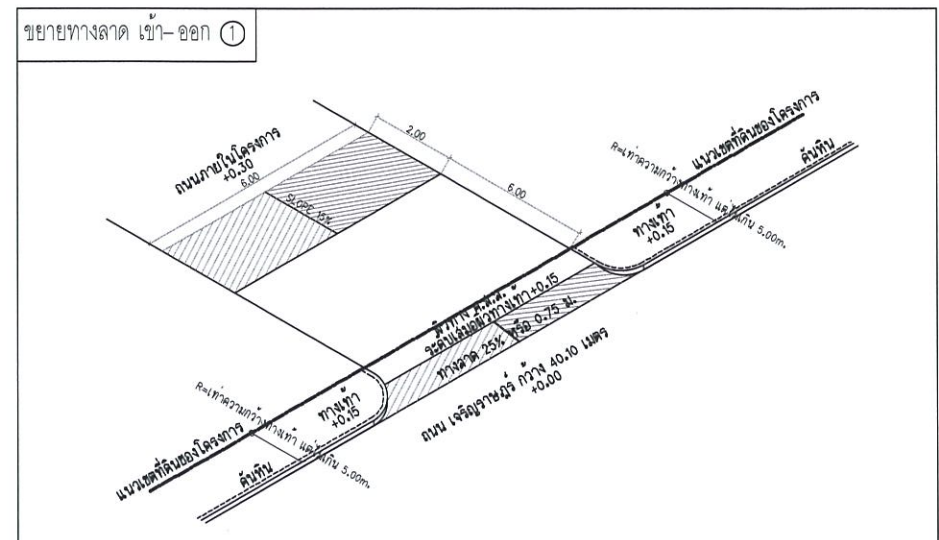 ขยายทางลาด เข้า-ออก ①
ถนนภายในโครงการ
+0.30
6.00
2.00
6.00
SLOPE 15%
แนวเขตที่ดินของโครงการ
คันหิน
R=เท่าความกว้างทางเท้า แต่ไม่เกิน 5.00m.
ทางเท้า
+0.15
ผิวทาง ค.ส.ล.
ระดับเสมอผิวทางเท้า+0.15
ทางลาด 25% หรือ 0.75 ม.
ถนน เจริญราษฎร์ กว้าง 40.10 เมตร
+0.00
R=เท่าความกว้างทางเท้า แต่ไม่เกิน 5.00m.
ทางเท้า
+0.15
แนวเขตที่ดินของโครงการ
คันหิน